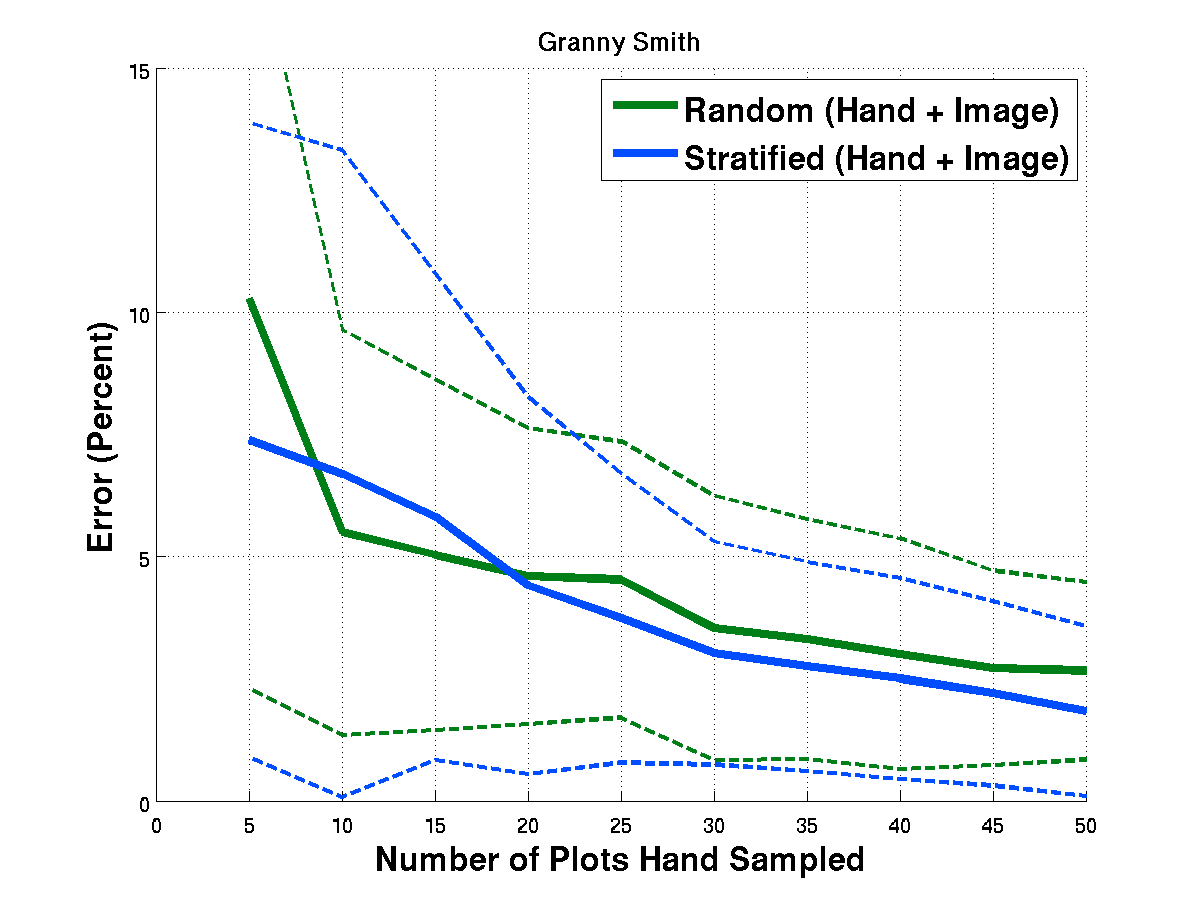 Granny Smith
Random (Hand + Image)
Stratified (Hand + Image)
Error (Percent)
15
10
5
0
0 5 10 15 20 25 30 35 40 45 50
Number of Plots Hand Sampled